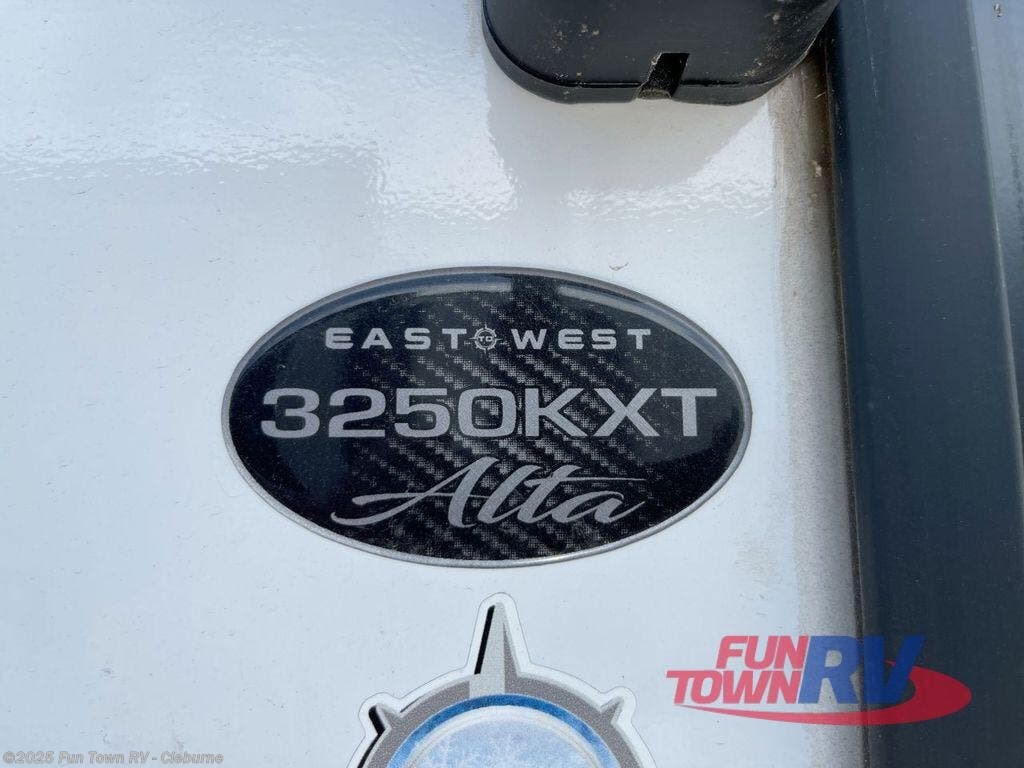 EAST TO WEST
3250KXT
Alta
FUN
TOWN RV
©2025 Fun Town RV - Cleburne